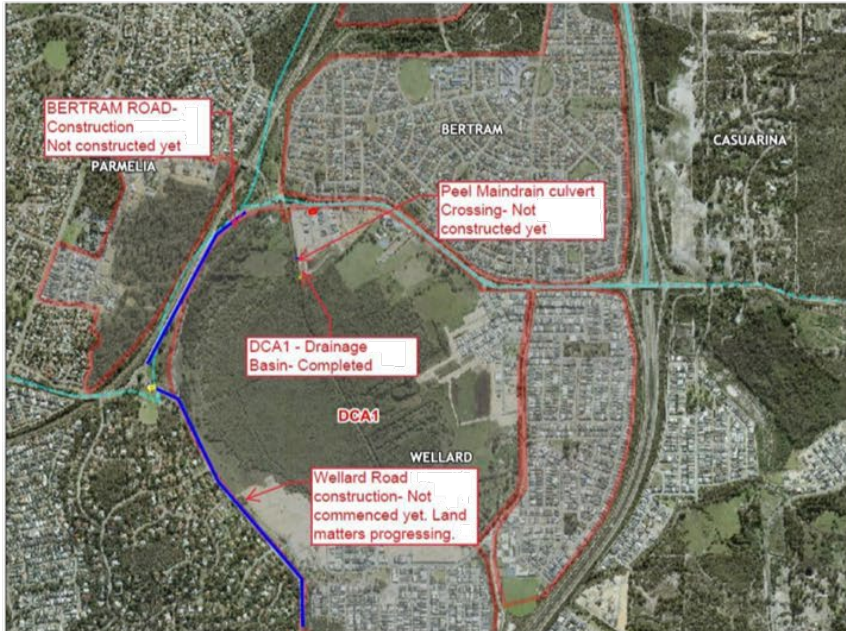 BERTRAM ROAD-
Construction
Not constructed yet
PARMELIA
BERTRAM
CASUARINA
Peel Maindrain culvert
Crossing- Not
constructed yet
DCA1 - Drainage
Basin- Completed
DCA1
WELLARD
Wellard Road
construction- Not
commenced yet. Land
matters progressing.